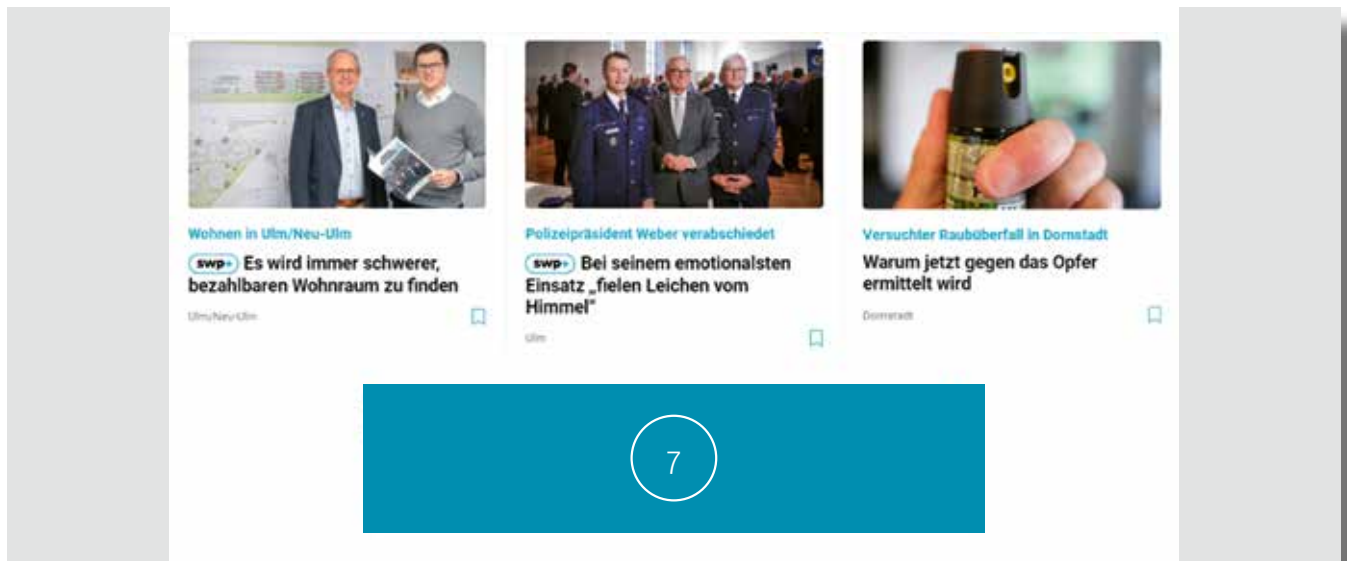 Wohnen in Ulm/Neu-Ulm
swp+ Es wird immer schwerer,
bezahlbaren Wohnraum zu finden
Ulm/Neu-Ulm
Polizeipräsident Weber verabschiedet
swp+ Bei seinem emotionalsten
Einsatz „fielen Leichen vom
Himmel“
Ulm
Versuchter Raubüberfall in Dornstadt
Warum jetzt gegen das Opfer
ermittelt wird
Dornstadt
7